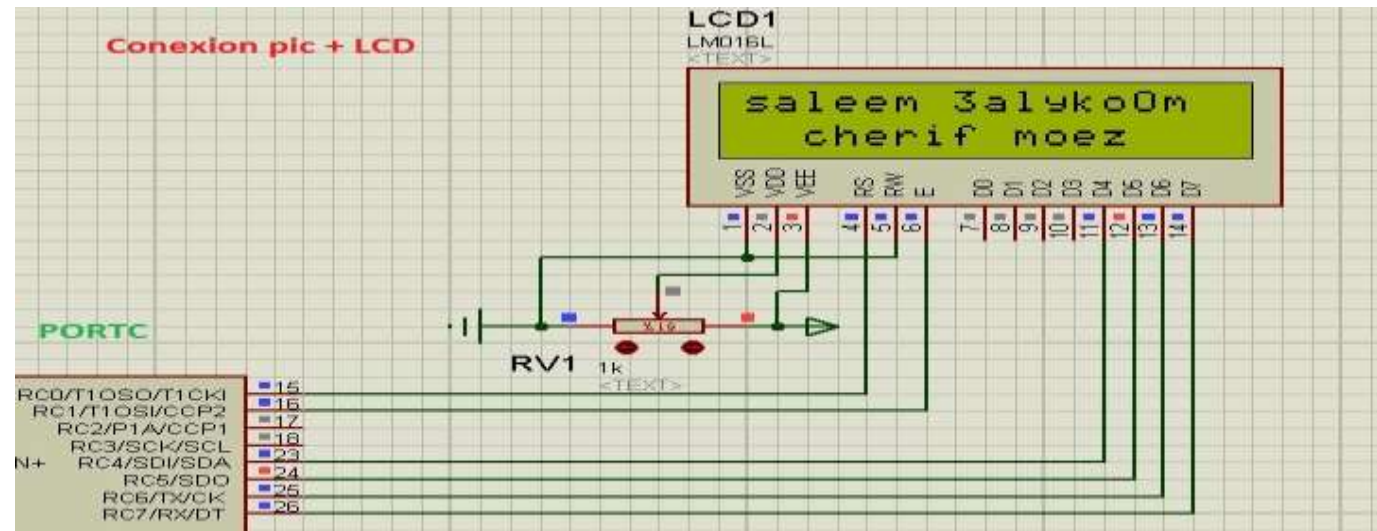 Conexion pic + LCD
LCD1
LM016L
<TEXT>
saleem 3alyko0m
cherif moez
VSS VDD VEE RS RW E D0 D1 D2 D3 D4 D5 D6 D7
1 2 3 4 5 6 7 8 9 10 11 12 13 14
PORTC
RV1
1k
<TEXT>
RC0/T1OSO/T1CKI 15
RC1/T1OSI/CCP2 16
RC2/P1A/CCP1 17
RC3/SCK/SCL 18
N+ RC4/SDI/SDA 23
RC5/SDO 24
RC6/TX/CK 25
RC7/RX/DT 26